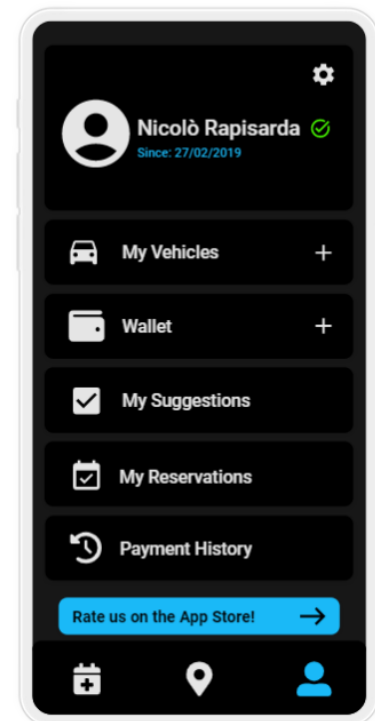 Nicolò Rapisarda
Since: 27/02/2019
My Vehicles
Wallet
My Suggestions
My Reservations
Payment History
Rate us on the App Store!